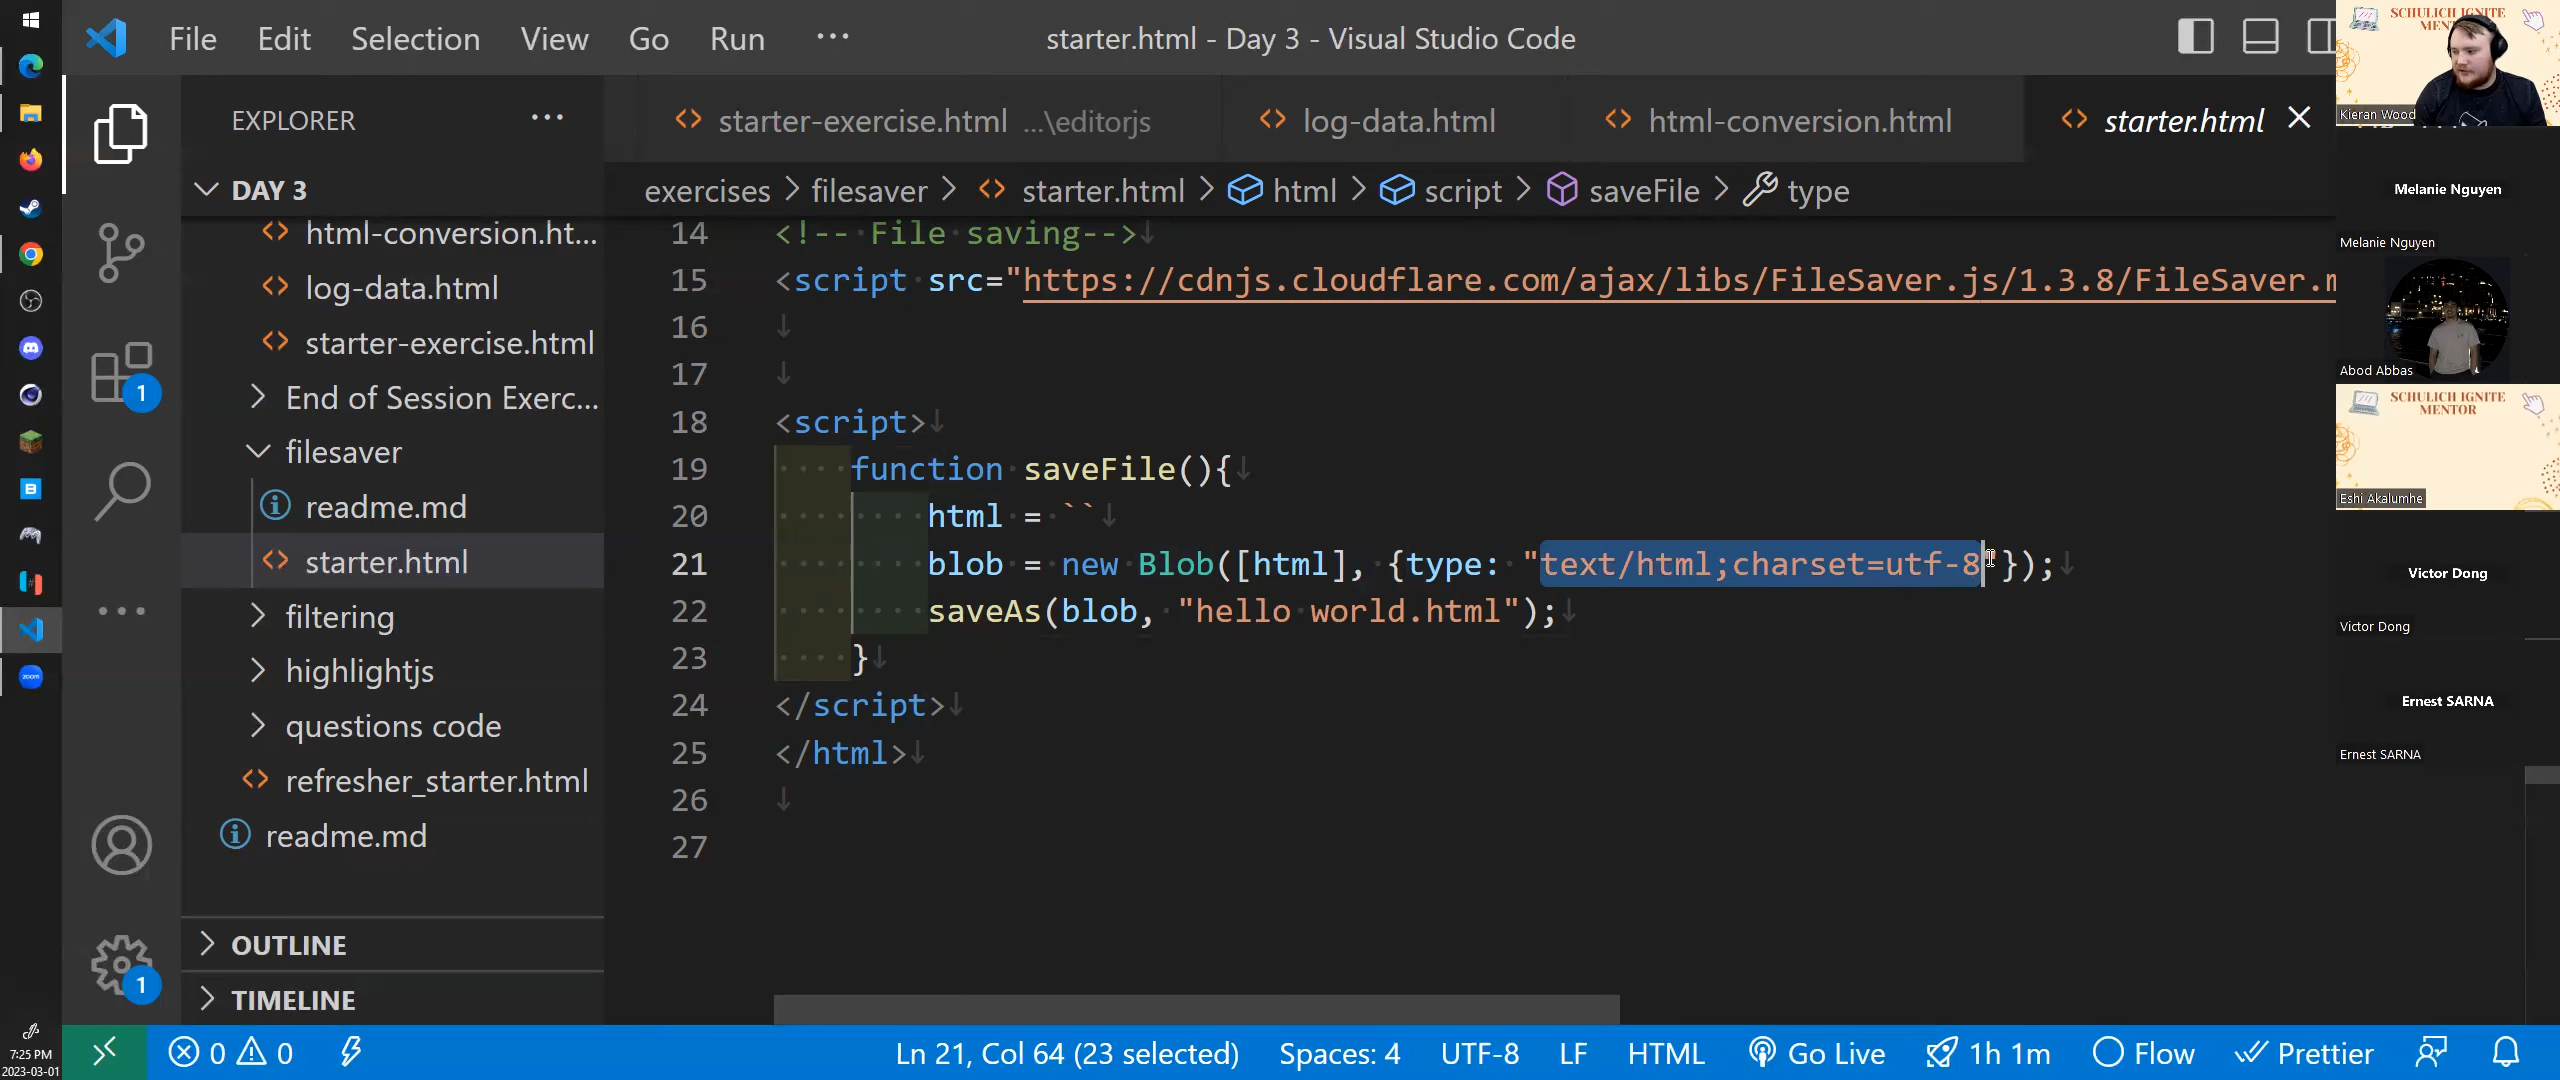 File Edit Selection View Go Run ···
starter.html - Day 3 - Visual Studio Code
EXPLORER ···
DAY 3
html-conversion.ht...
log-data.html
starter-exercise.html
End of Session Exerc...
filesaver
readme.md
starter.html
filtering
highlightjs
questions code
refresher_starter.html
readme.md
OUTLINE
TIMELINE
starter-exercise.html ...\editorjs
log-data.html
html-conversion.html
starter.html
exercises > filesaver > starter.html > html > script > saveFile > type
14 <!-- File saving-->
15 <script src="https://cdnjs.cloudflare.com/ajax/libs/FileSaver.js/1.3.8/FileSaver.m
16
17
18 <script>
19 function saveFile(){
20 html = ``
21 blob = new Blob([html], {type: "text/html;charset=utf-8"});
22 saveAs(blob, "hello world.html");
23 }
24 </script>
25 </html>
26
27
1
1
0 0
Ln 21, Col 64 (23 selected)
Spaces: 4
UTF-8
LF
HTML
Go Live
1h 1m
Flow
Prettier
7:25 PM
2023-03-01
zoom
SCHULICH IGNITE
Kieran Wood
Melanie Nguyen
Melanie Nguyen
Abod Abbas
SCHULICH IGNITE
MENTOR
Eshi Akalumhe
Victor Dong
Victor Dong
Ernest SARNA
Ernest SARNA